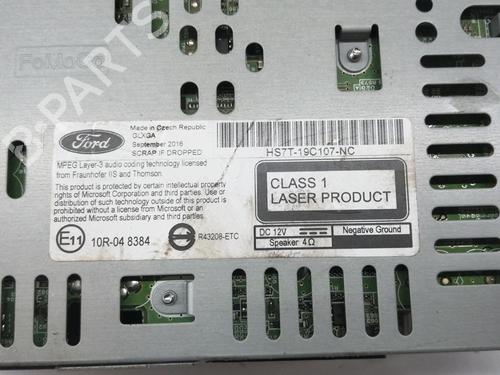 FoMoCo
Ford
Made in Czech Republic
GLXGA
September 2016
SCRAP IF DROPPED
HS7T-19C107-NC
MPEG Layer-3 audio coding technology licensed
from Fraunhofer IIS and Thomson.
This product is protected by certain intellectual property
rights of Microsoft Corporation and third parties. Use or
distribution of such technology outside of this product is
prohibited without a license from Microsoft or an
authorized Microsoft subsidiary and third parties.
CLASS 1
LASER PRODUCT
E11 10R-04 8384
R43208-ETC
DC 12V
Negative Ground
Speaker 4Ω